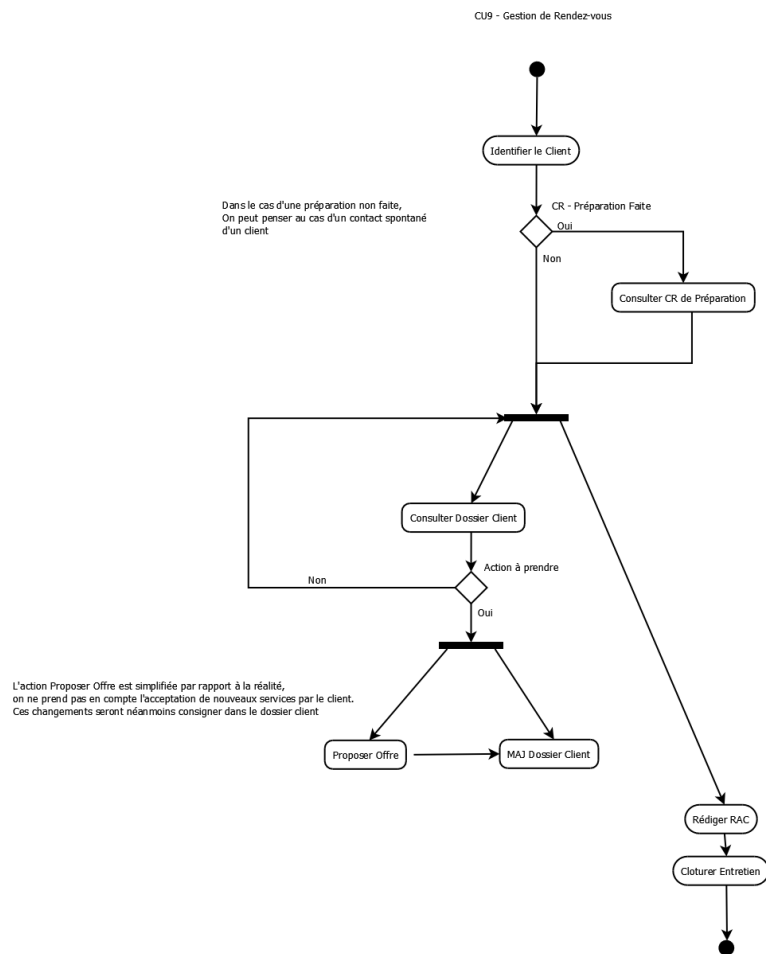 CU9 - Gestion de Rendez-vous
Identifier le Client
Dans le cas d'une préparation non faite,
On peut penser au cas d'un contact spontané
d'un client
CR - Préparation Faite
Oui
Non
Consulter CR de Préparation
Consulter Dossier Client
Action à prendre
Non
Oui
L'action Proposer Offre est simplifiée par rapport à la réalité,
on ne prend pas en compte l'acceptation de nouveaux services par le client.
Ces changements seront néanmoins consigner dans le dossier client
Proposer Offre
MAJ Dossier Client
Rédiger RAC
Cloturer Entretien